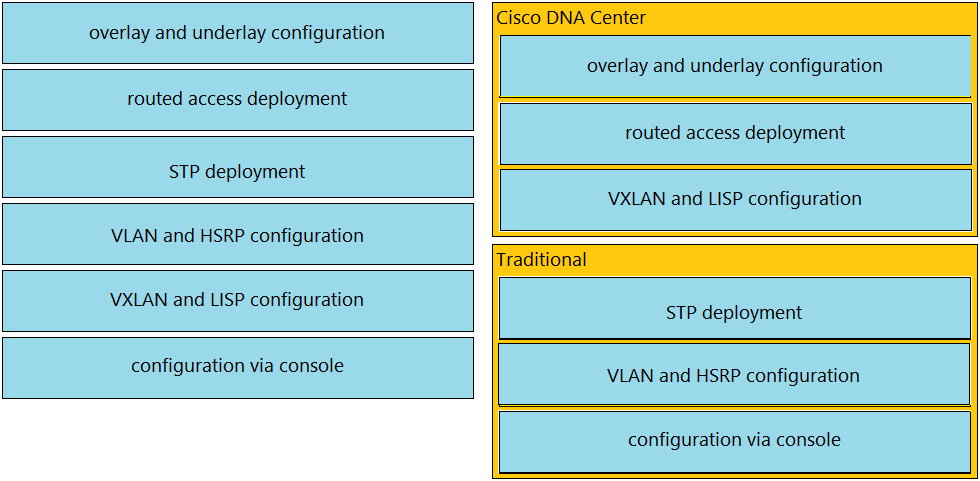 overlay and underlay configuration
routed access deployment
STP deployment
VLAN and HSRP configuration
VXLAN and LISP configuration
configuration via console
Cisco DNA Center
overlay and underlay configuration
routed access deployment
VXLAN and LISP configuration
Traditional
STP deployment
VLAN and HSRP configuration
configuration via console